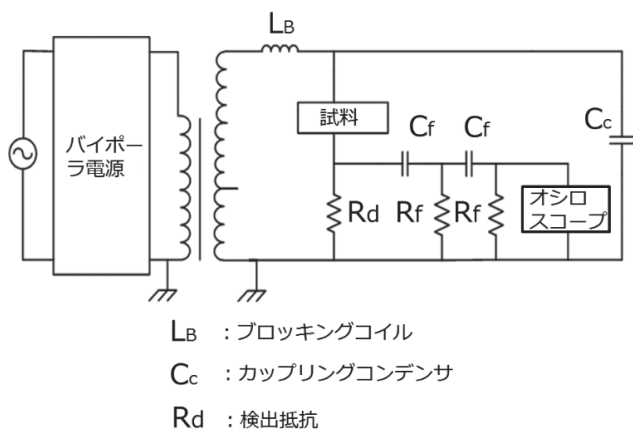 LB
試料
Cf Cf
Cc
バイポー
ラ電源
Rd Rf Rf
オシロ
スコープ
LB ：ブロッキングコイル
Cc ：カップリングコンデンサ
Rd ：検出抵抗